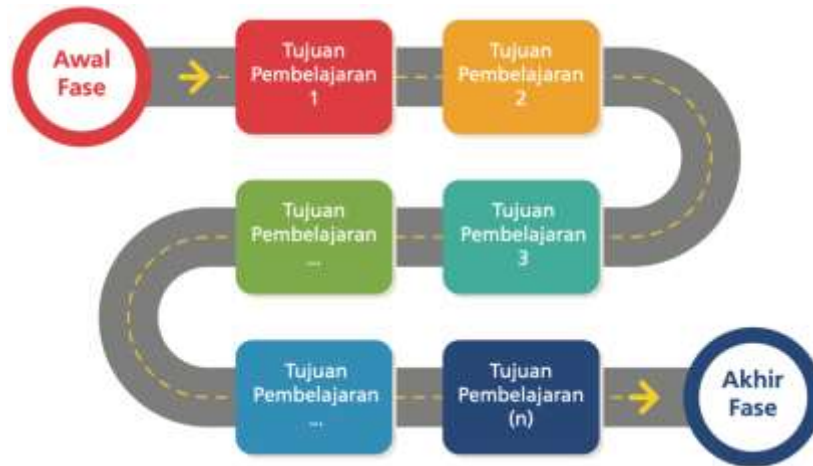 Awal
Fase
Tujuan
Pembelajaran
1
Tujuan
Pembelajaran
2
Tujuan
Pembelajaran
3
Tujuan
Pembelajaran
...
Tujuan
Pembelajaran
...
Tujuan
Pembelajaran
(n)
Akhir
Fase